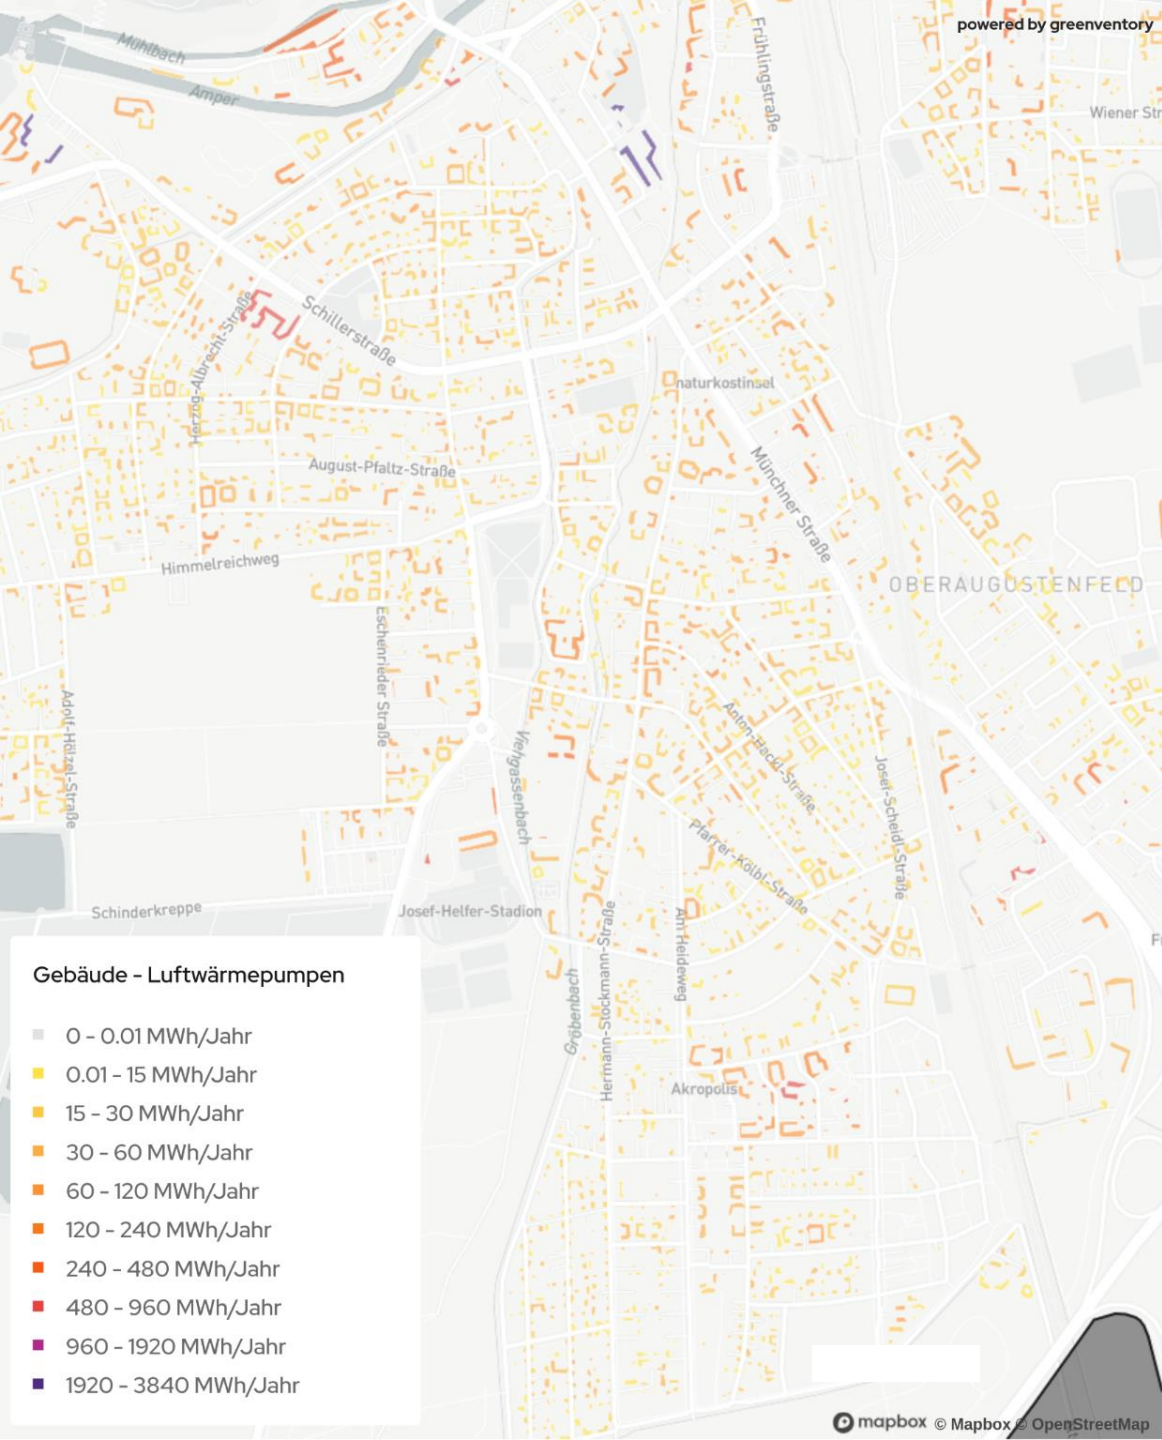 powered by greenventory
Mühlbach
Amper
Frühlingstraße
Wiener Str
Schillerstraße
Herzog-Albrecht-Straße
naturkostinsel
August-Pfaltz-Straße
Münchner Straße
Himmelreichweg
OBERAUGUSTENFELD
Eschenrieder Straße
Adolf-Hölzel-Straße
Viehgassenbach
Anton-Hackl-Straße
Josef-Scheidl-Straße
Pfarrer-Kölbl-Straße
Schinderkreppe
Josef-Helfer-Stadion
Hermann-Stockmann-Straße
Am Heideweg
Gröbenbach
Akropolis
F
Gebäude - Luftwärmepumpen
0 - 0.01 MWh/Jahr
0.01 - 15 MWh/Jahr
15 - 30 MWh/Jahr
30 - 60 MWh/Jahr
60 - 120 MWh/Jahr
120 - 240 MWh/Jahr
240 - 480 MWh/Jahr
480 - 960 MWh/Jahr
960 - 1920 MWh/Jahr
1920 - 3840 MWh/Jahr
mapbox © Mapbox © OpenStreetMap